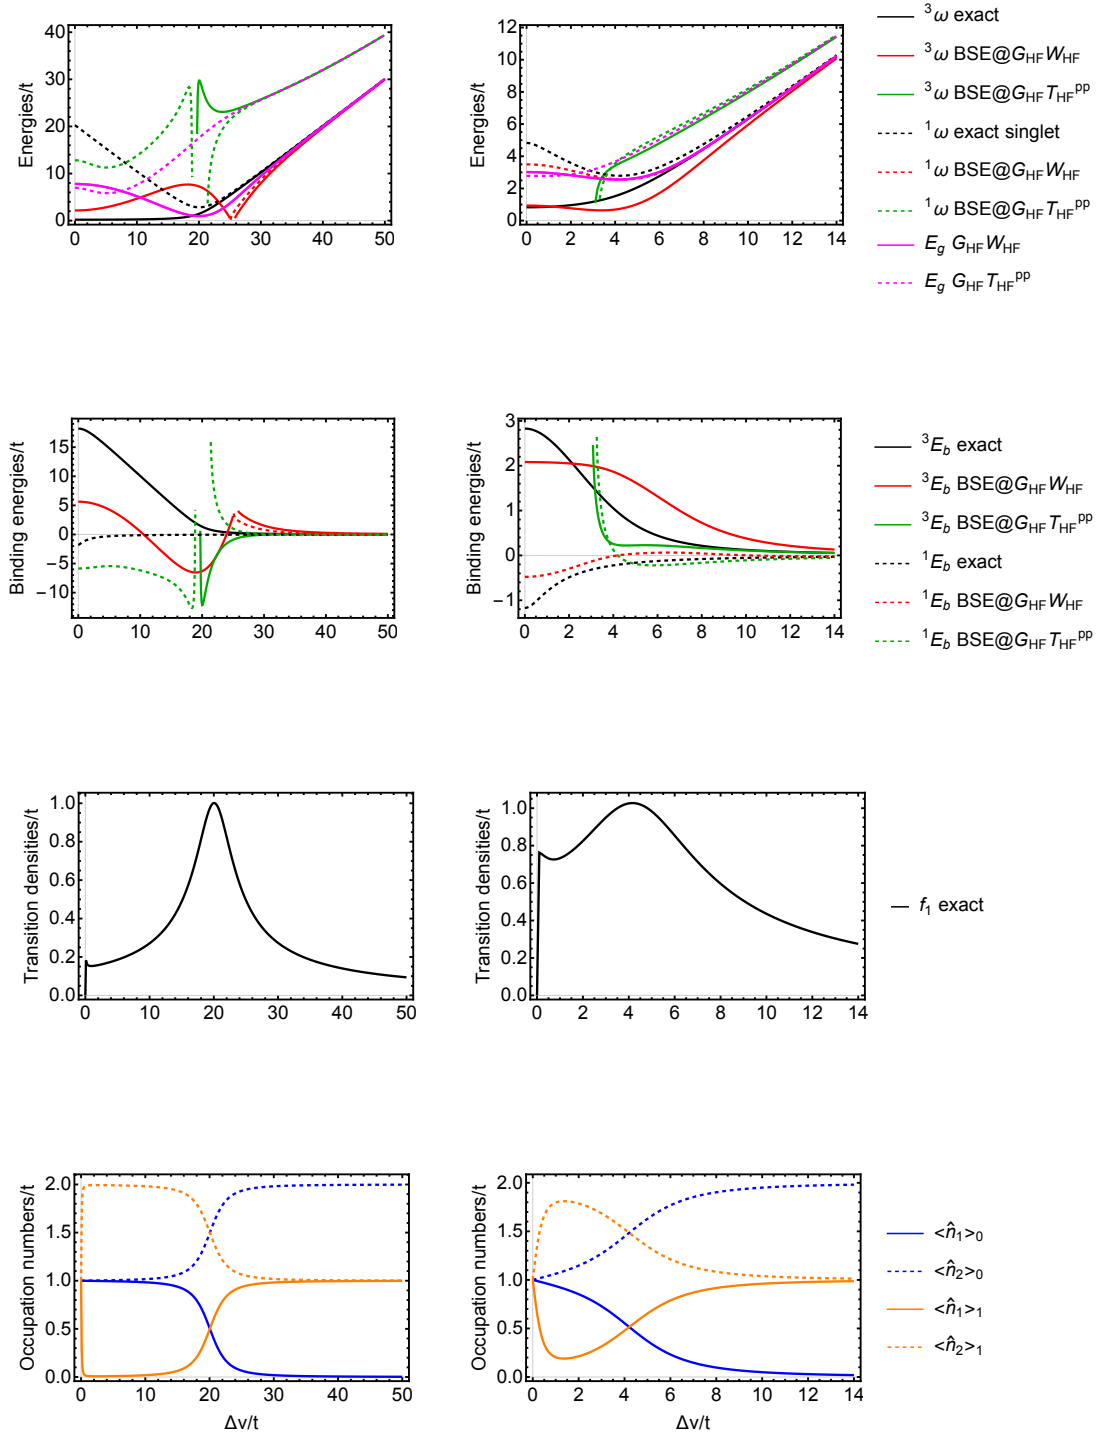 Energies/t
40
30
20
10
0
0 10 20 30 40 50
Energies/t
12
10
8
6
4
2
0
0 2 4 6 8 10 12 14
³ω exact
³ω BSE@G_HF W_HF
³ω BSE@G_HF T_HF^pp
¹ω exact singlet
¹ω BSE@G_HF W_HF
¹ω BSE@G_HF T_HF^pp
E_g G_HF W_HF
E_g G_HF T_HF^pp
Binding energies/t
15
10
5
0
−5
−10
0 10 20 30 40 50
Binding energies/t
3
2
1
0
−1
0 2 4 6 8 10 12 14
³E_b exact
³E_b BSE@G_HF W_HF
³E_b BSE@G_HF T_HF^pp
¹E_b exact
¹E_b BSE@G_HF W_HF
¹E_b BSE@G_HF T_HF^pp
Transition densities/t
1.0
0.8
0.6
0.4
0.2
0.0
0 10 20 30 40 50
Transition densities/t
1.0
0.8
0.6
0.4
0.2
0.0
0 2 4 6 8 10 12 14
f₁ exact
Occupation numbers/t
2.0
1.5
1.0
0.5
0.0
0 10 20 30 40 50
Δv/t
Occupation numbers/t
2.0
1.5
1.0
0.5
0.0
0 2 4 6 8 10 12 14
Δv/t
<n̂₁>₀
<n̂₂>₀
<n̂₁>₁
<n̂₂>₁